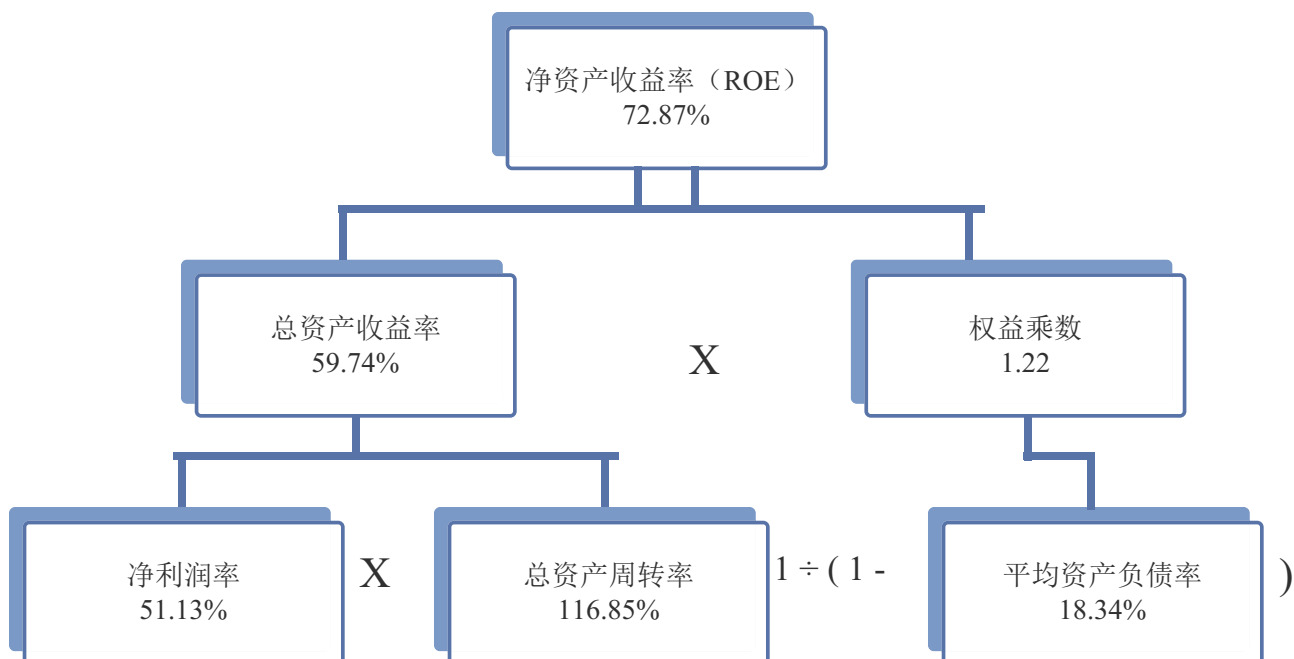 净资产收益率（ROE）
72.87%
总资产收益率
59.74%
X
权益乘数
1.22
净利润率
51.13%
X
总资产周转率
116.85%
1 ÷ ( 1 -
平均资产负债率
18.34%
)